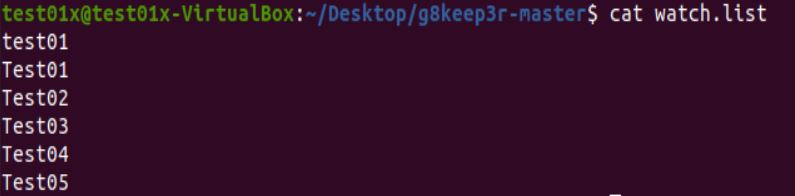 test01x@test01x-VirtualBox:~/Desktop/g8keep3r-master$ cat watch.list
test01
Test01
Test02
Test03
Test04
Test05